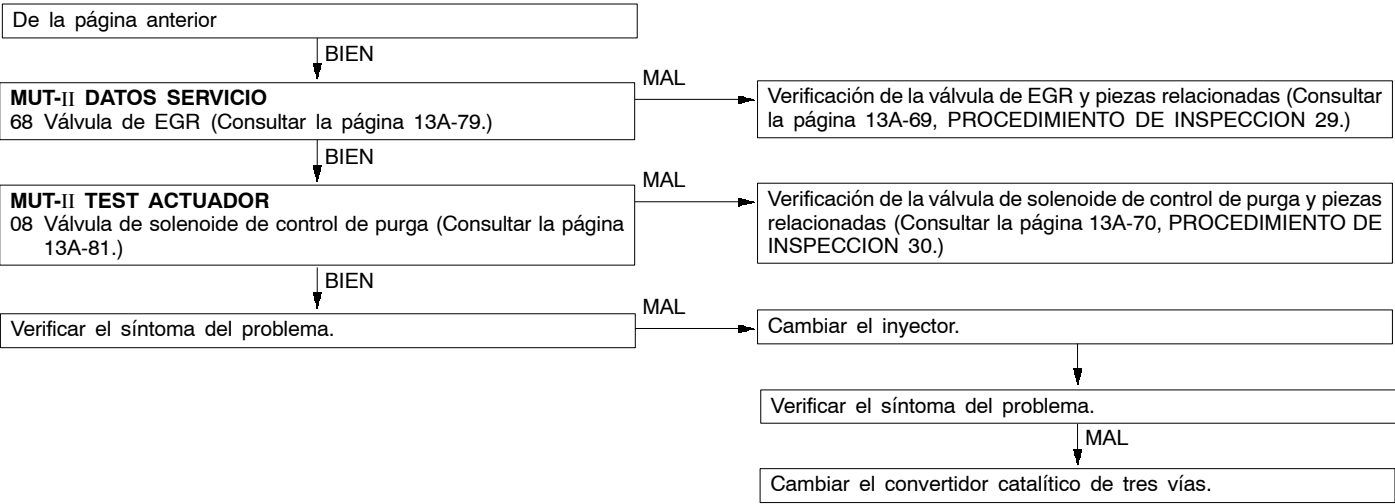 De la página anterior
BIEN
MUT-II DATOS SERVICIO
68 Válvula de EGR (Consultar la página 13A-79.)
MAL
Verificación de la válvula de EGR y piezas relacionadas (Consultar
la página 13A-69, PROCEDIMIENTO DE INSPECCION 29.)
BIEN
MUT-II TEST ACTUADOR
08 Válvula de solenoide de control de purga (Consultar la página
13A-81.)
MAL
Verificación de la válvula de solenoide de control de purga y piezas
relacionadas (Consultar la página 13A-70, PROCEDIMIENTO DE
INSPECCION 30.)
BIEN
Verificar el síntoma del problema.
MAL
Cambiar el inyector.
Verificar el síntoma del problema.
MAL
Cambiar el convertidor catalítico de tres vías.